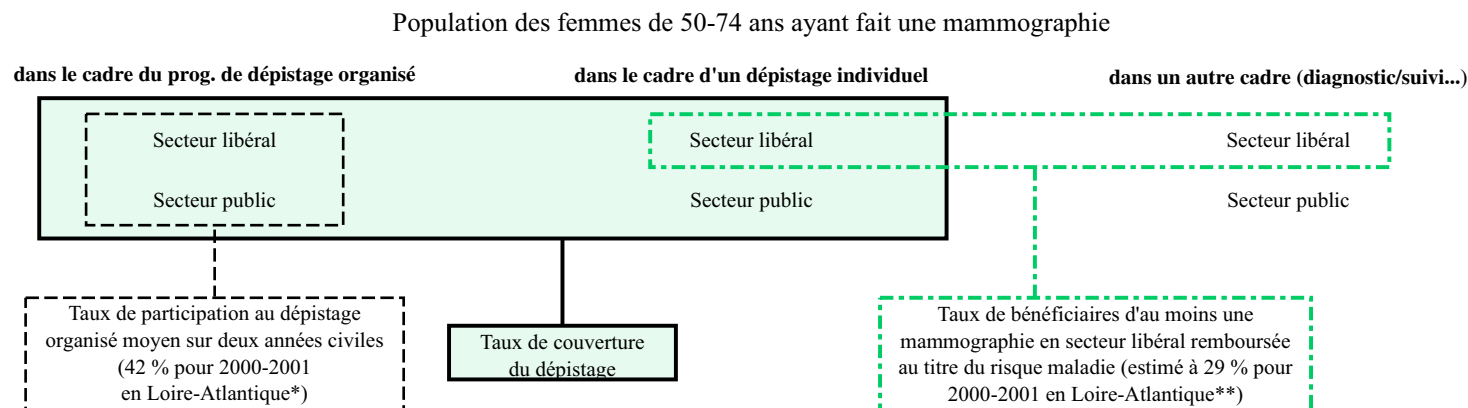 Population des femmes de 50-74 ans ayant fait une mammographie
dans le cadre du prog. de dépistage organisé
dans le cadre d'un dépistage individuel
dans un autre cadre (diagnostic/suivi...)
Secteur libéral
Secteur libéral
Secteur libéral
Secteur public
Secteur public
Secteur public
Taux de participation au dépistage
organisé moyen sur deux années civiles
(42 % pour 2000-2001
en Loire-Atlantique*)
Taux de couverture
du dépistage
Taux de bénéficiaires d'au moins une
mammographie en secteur libéral remboursée
au titre du risque maladie (estimé à 29 % pour
2000-2001 en Loire-Atlantique**)